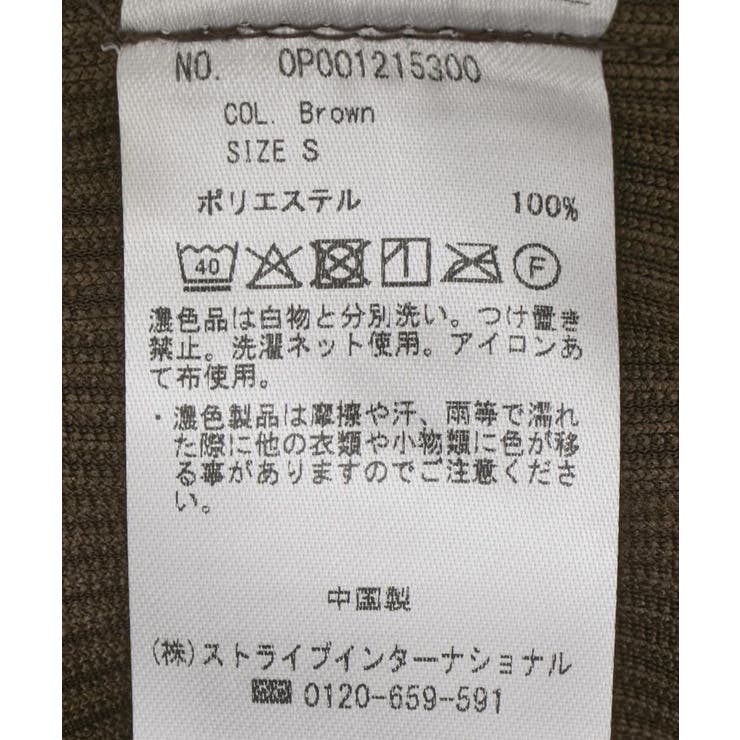 NO. OP001215300
COL. Brown
SIZE S
ポリエステル 100%
40 F
濃色品は白物と分別洗い。つけ置き
禁止。洗濯ネット使用。アイロンあ
て布使用。
・濃色製品は摩擦や汗、雨等で濡れ
た際に他の衣類や小物類に色が移
る事がありますのでご注意くださ
い。
中国製
(株)ストライプインターナショナル
0120-659-591